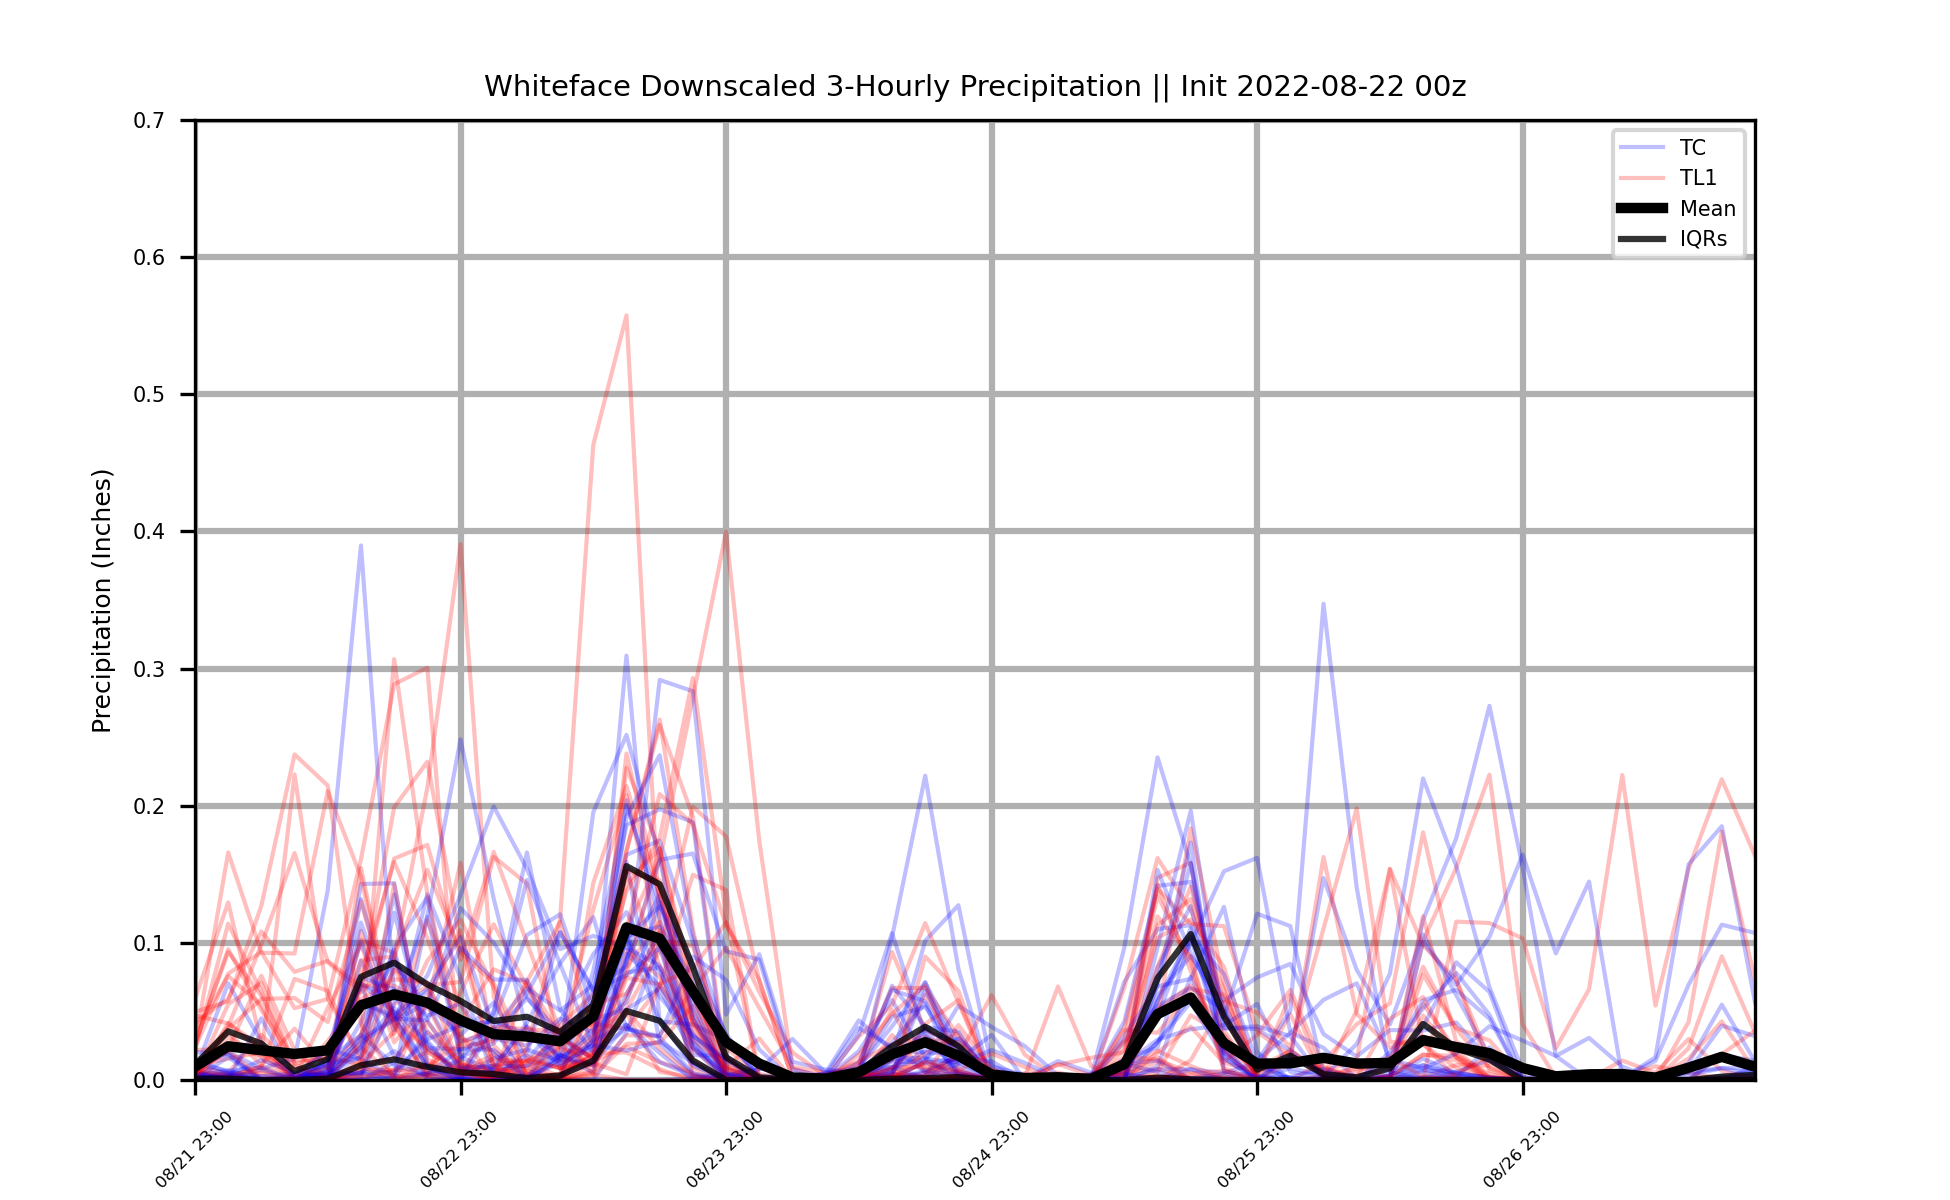 Whiteface Downscaled 3-Hourly Precipitation || Init 2022-08-22 00z
Precipitation (Inches)
0.7
0.6
0.5
0.4
0.3
0.2
0.1
0.0
TC
TL1
Mean
IQRs
08/21 23:00
08/22 23:00
08/23 23:00
08/24 23:00
08/25 23:00
08/26 23:00